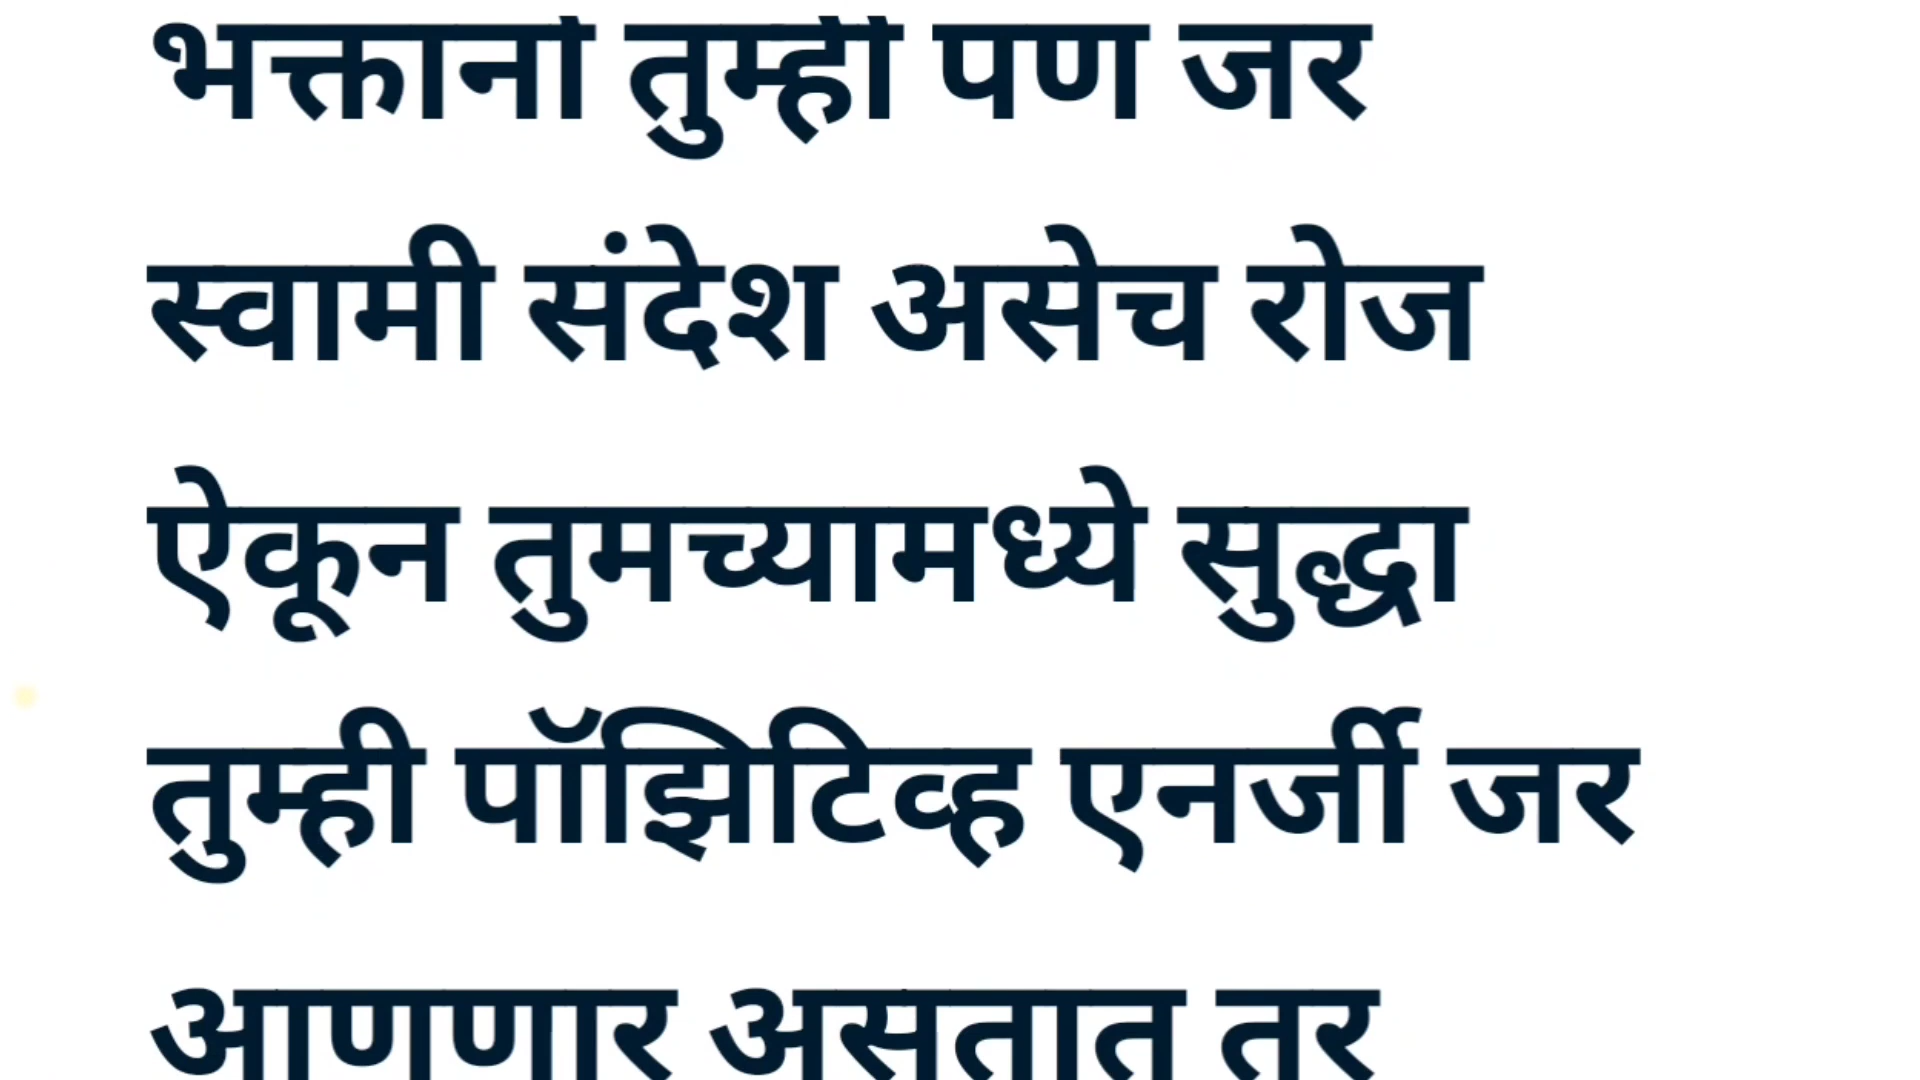 भक्तानो तुम्ही पण जर
स्वामी संदेश असेच रोज
ऐकून तुमच्यामध्ये सुद्धा
तुम्ही पॉझिटिव्ह एनर्जी जर
आणणार असतात तर